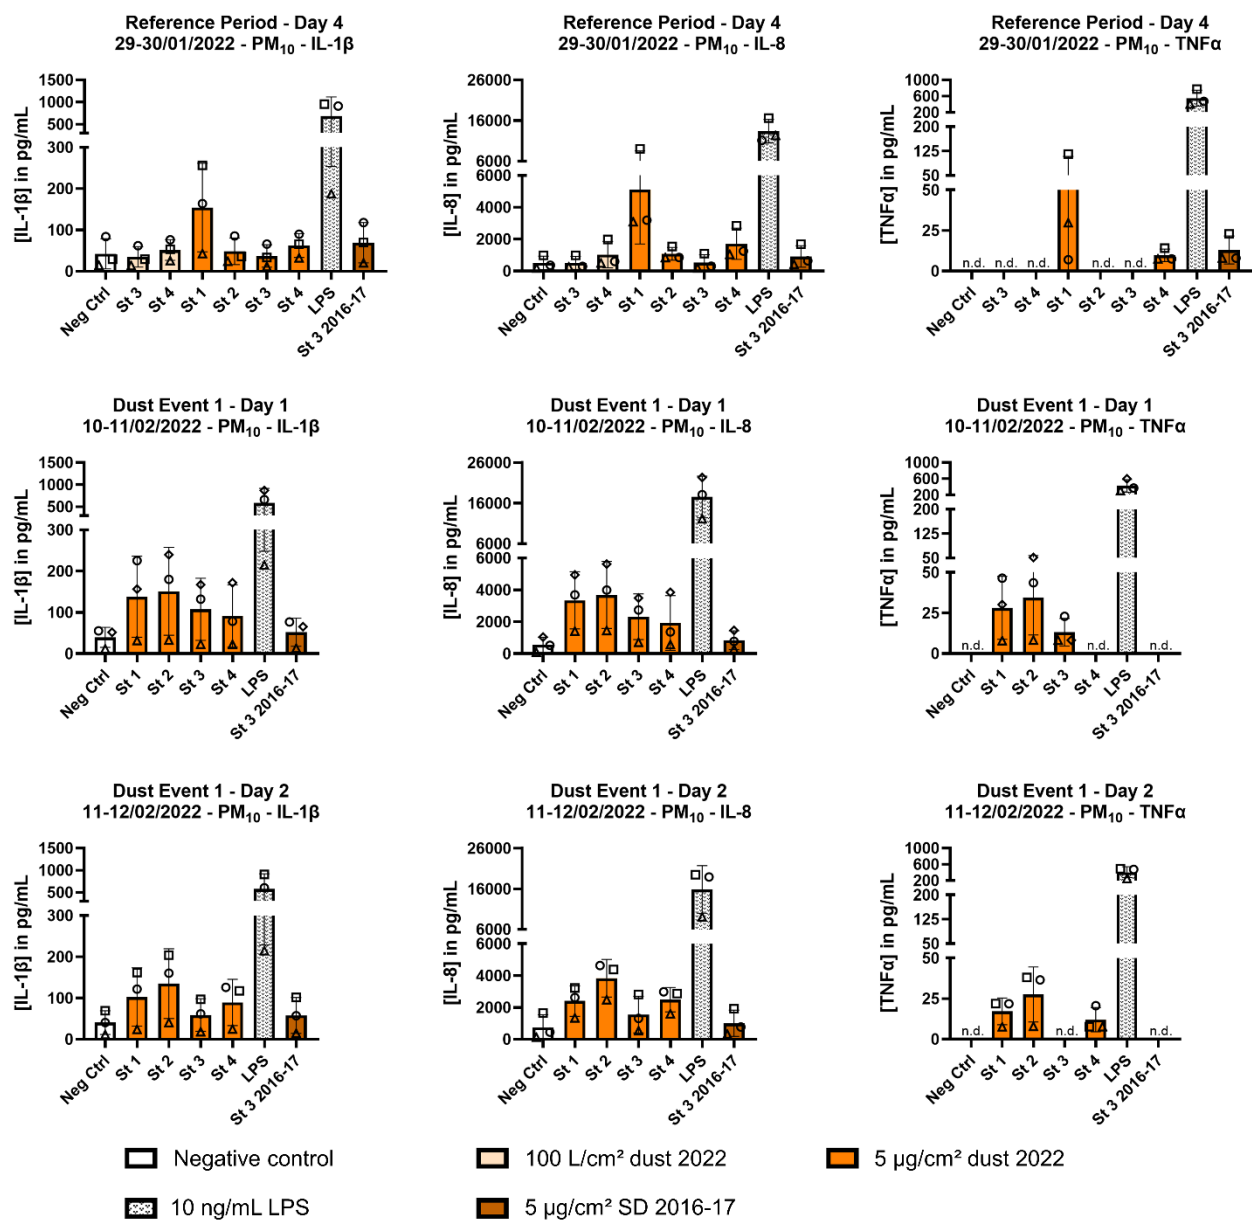 Reference Period - Day 4
29-30/01/2022 - PM₁₀ - IL-1β
[IL-1β] in pg/mL
1500
1000
500
300
200
100
0
Neg Ctrl
St 3
St 4
St 1
St 2
St 3
St 4
LPS
St 3 2016-17
Reference Period - Day 4
29-30/01/2022 - PM₁₀ - IL-8
[IL-8] in pg/mL
26000
16000
6000
6000
4000
2000
0
Neg Ctrl
St 3
St 4
St 1
St 2
St 3
St 4
LPS
St 3 2016-17
Reference Period - Day 4
29-30/01/2022 - PM₁₀ - TNFα
[TNFα] in pg/mL
1000
600
200
200
125
50
50
25
0
n.d.
n.d.
n.d.
n.d.
n.d.
Neg Ctrl
St 3
St 4
St 1
St 2
St 3
St 4
LPS
St 3 2016-17
Dust Event 1 - Day 1
10-11/02/2022 - PM₁₀ - IL-1β
[IL-1β] in pg/mL
1500
1000
500
300
200
100
0
Neg Ctrl
St 1
St 2
St 3
St 4
LPS
St 3 2016-17
Dust Event 1 - Day 1
10-11/02/2022 - PM₁₀ - IL-8
[IL-8] in pg/mL
26000
16000
6000
6000
4000
2000
0
Neg Ctrl
St 1
St 2
St 3
St 4
LPS
St 3 2016-17
Dust Event 1 - Day 1
10-11/02/2022 - PM₁₀ - TNFα
[TNFα] in pg/mL
1000
600
200
200
125
50
50
25
0
n.d.
n.d.
n.d.
Neg Ctrl
St 1
St 2
St 3
St 4
LPS
St 3 2016-17
Dust Event 1 - Day 2
11-12/02/2022 - PM₁₀ - IL-1β
[IL-1β] in pg/mL
1500
1000
500
300
200
100
0
Neg Ctrl
St 1
St 2
St 3
St 4
LPS
St 3 2016-17
Dust Event 1 - Day 2
11-12/02/2022 - PM₁₀ - IL-8
[IL-8] in pg/mL
26000
16000
6000
6000
4000
2000
0
Neg Ctrl
St 1
St 2
St 3
St 4
LPS
St 3 2016-17
Dust Event 1 - Day 2
11-12/02/2022 - PM₁₀ - TNFα
[TNFα] in pg/mL
1000
600
200
200
125
50
50
25
0
n.d.
n.d.
n.d.
Neg Ctrl
St 1
St 2
St 3
St 4
LPS
St 3 2016-17
Negative control
100 L/cm² dust 2022
5 µg/cm² dust 2022
10 ng/mL LPS
5 µg/cm² SD 2016-17